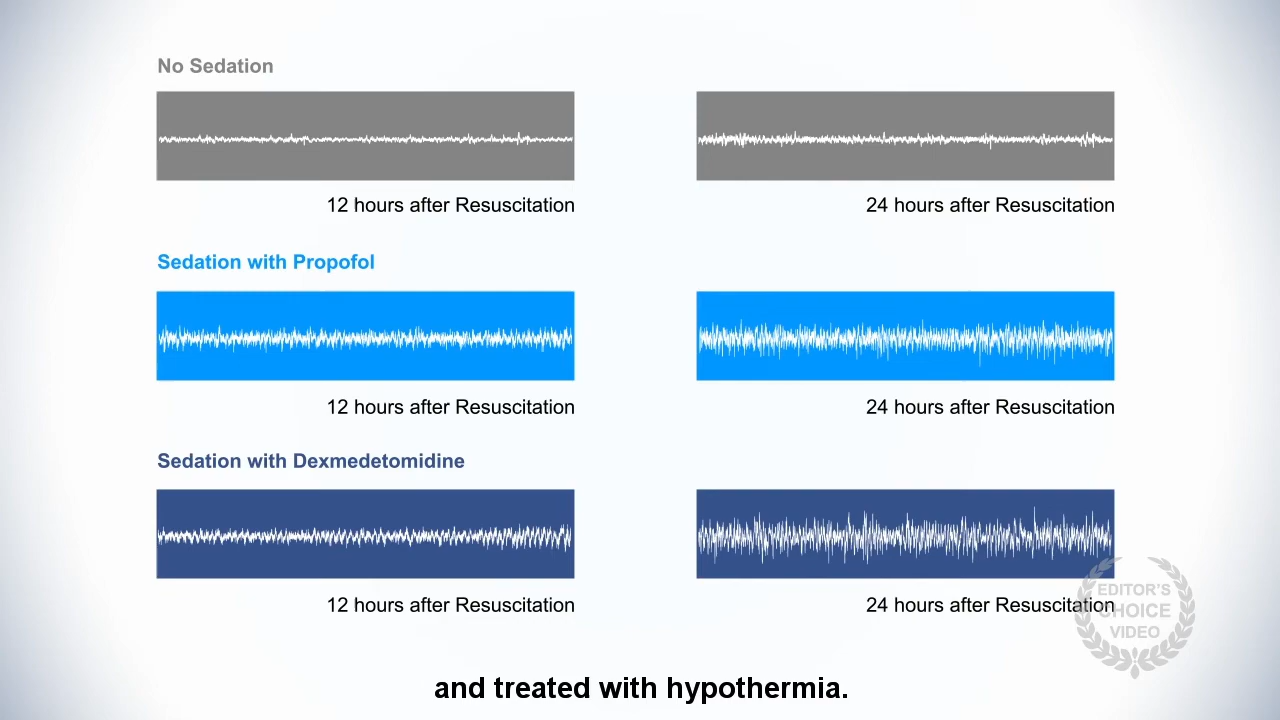 No Sedation
12 hours after Resuscitation
24 hours after Resuscitation
Sedation with Propofol
12 hours after Resuscitation
24 hours after Resuscitation
Sedation with Dexmedetomidine
12 hours after Resuscitation
24 hours after Resuscitation
EDITOR'S
CHOICE
VIDEO
and treated with hypothermia.